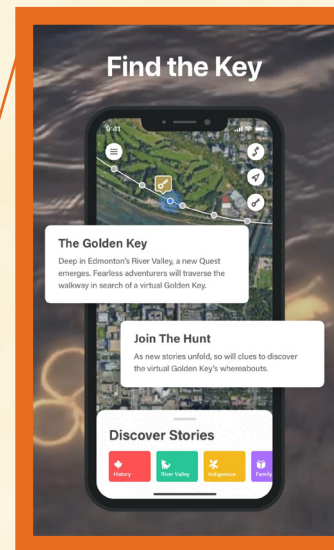 Find the Key
9:41
The Golden Key
Deep in Edmonton's River Valley, a new Quest
emerges. Fearless adventurers will traverse the
walkway in search of a virtual Golden Key.
Join The Hunt
As new stories unfold, so will clues to discover
the virtual Golden Key's whereabouts.
Discover Stories
History
River Valley
Indigenous
Family